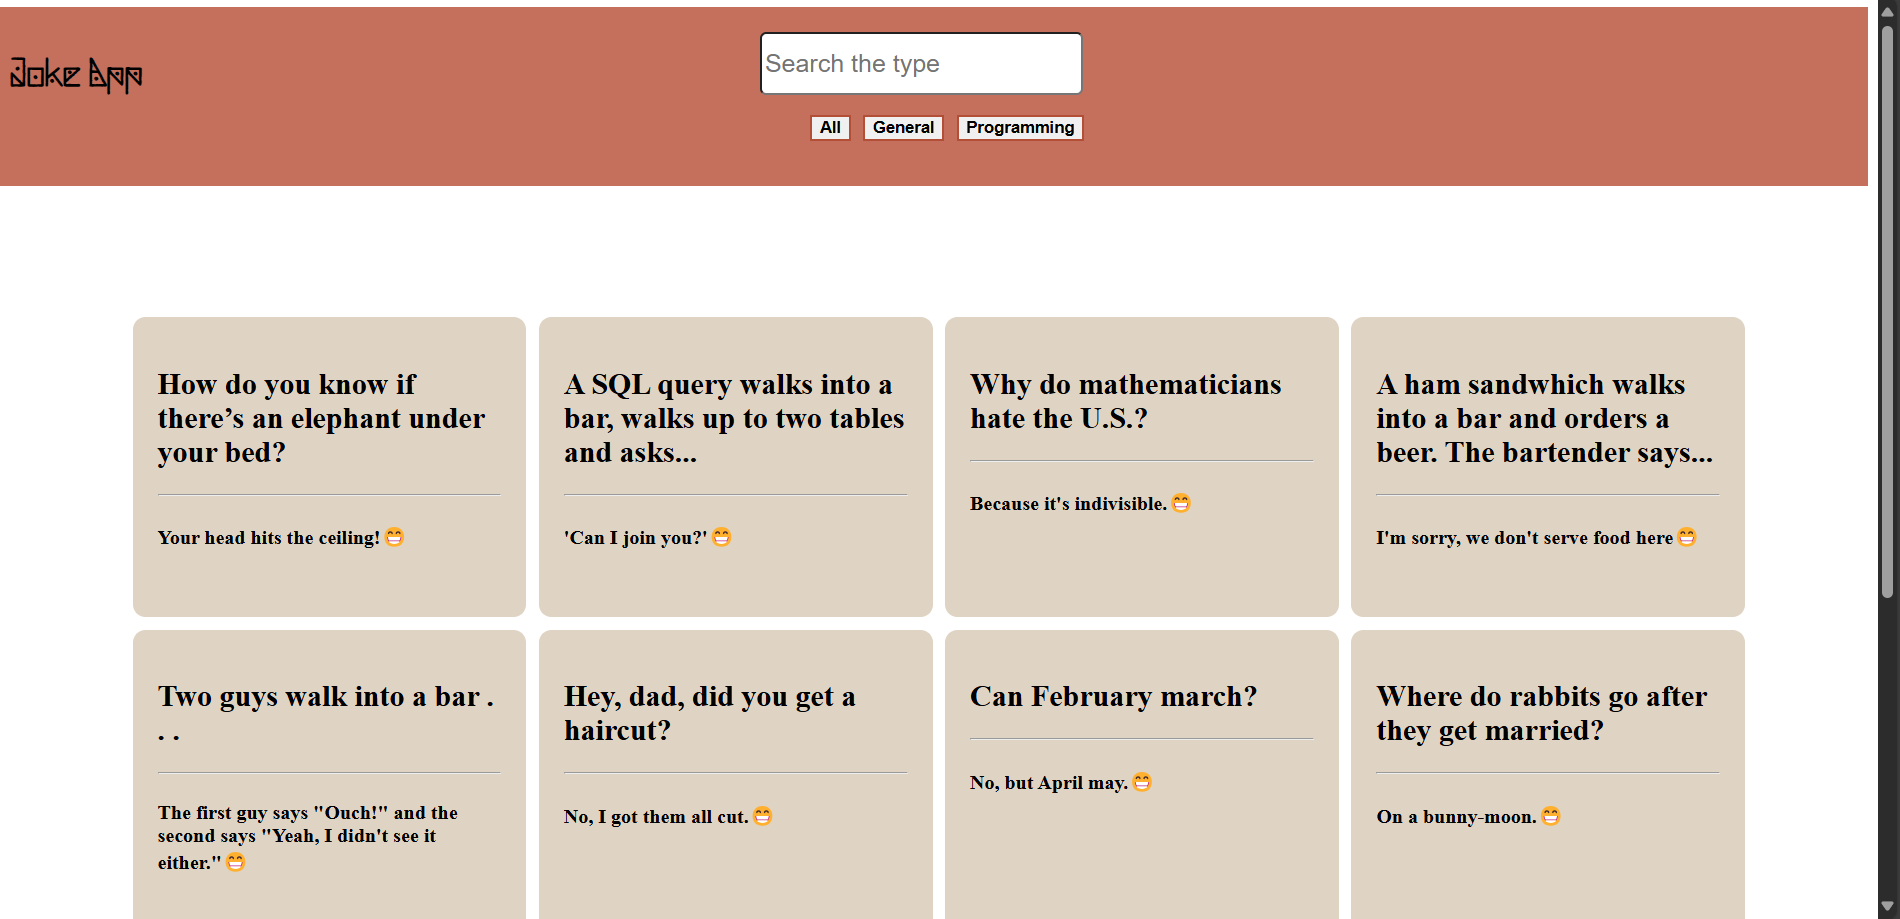 Joke App
Search the type
All General Programming
How do you know if
there’s an elephant under
your bed?
Your head hits the ceiling!😁
A SQL query walks into a
bar, walks up to two tables
and asks...
'Can I join you?'😁
Why do mathematicians
hate the U.S.?
Because it's indivisible.😁
A ham sandwhich walks
into a bar and orders a
beer. The bartender says...
I'm sorry, we don't serve food here😁
Two guys walk into a bar .
. .
The first guy says "Ouch!" and the
second says "Yeah, I didn't see it
either."😁
Hey, dad, did you get a
haircut?
No, I got them all cut.😁
Can February march?
No, but April may.😁
Where do rabbits go after
they get married?
On a bunny-moon.😁